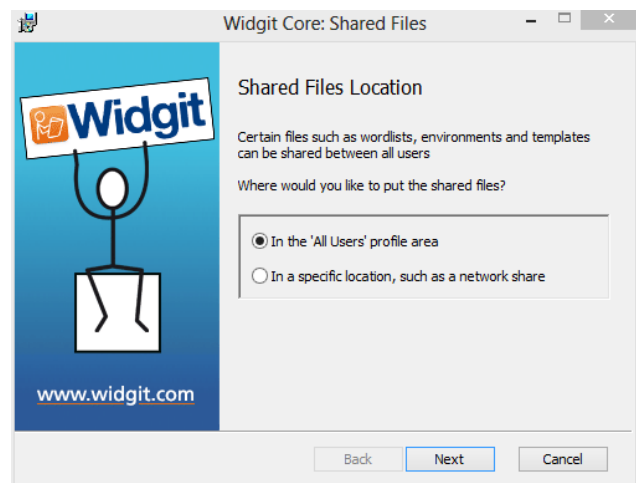 Widgit Core: Shared Files
Widgit
Shared Files Location
Certain files such as wordlists, environments and templates
can be shared between all users
Where would you like to put the shared files?
In the 'All Users' profile area
In a specific location, such as a network share
www.widgit.com
Back Next Cancel